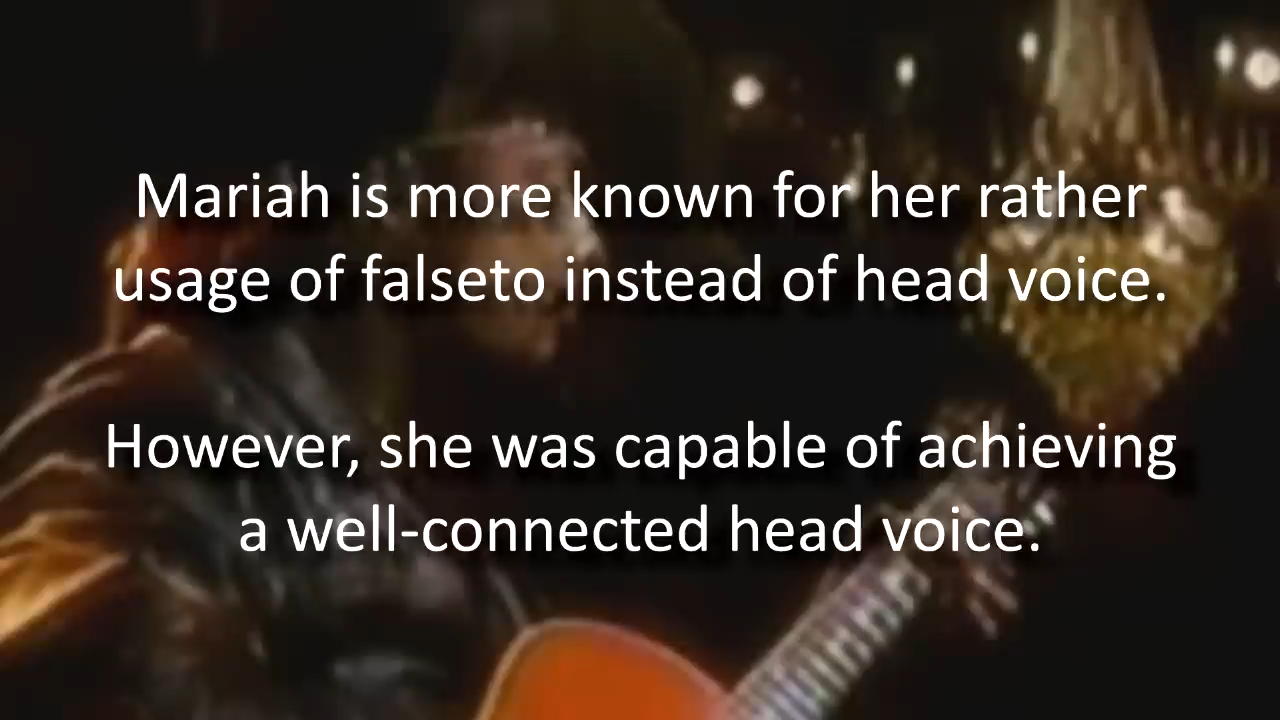 Mariah is more known for her rather
usage of falseto instead of head voice.
However, she was capable of achieving
a well-connected head voice.